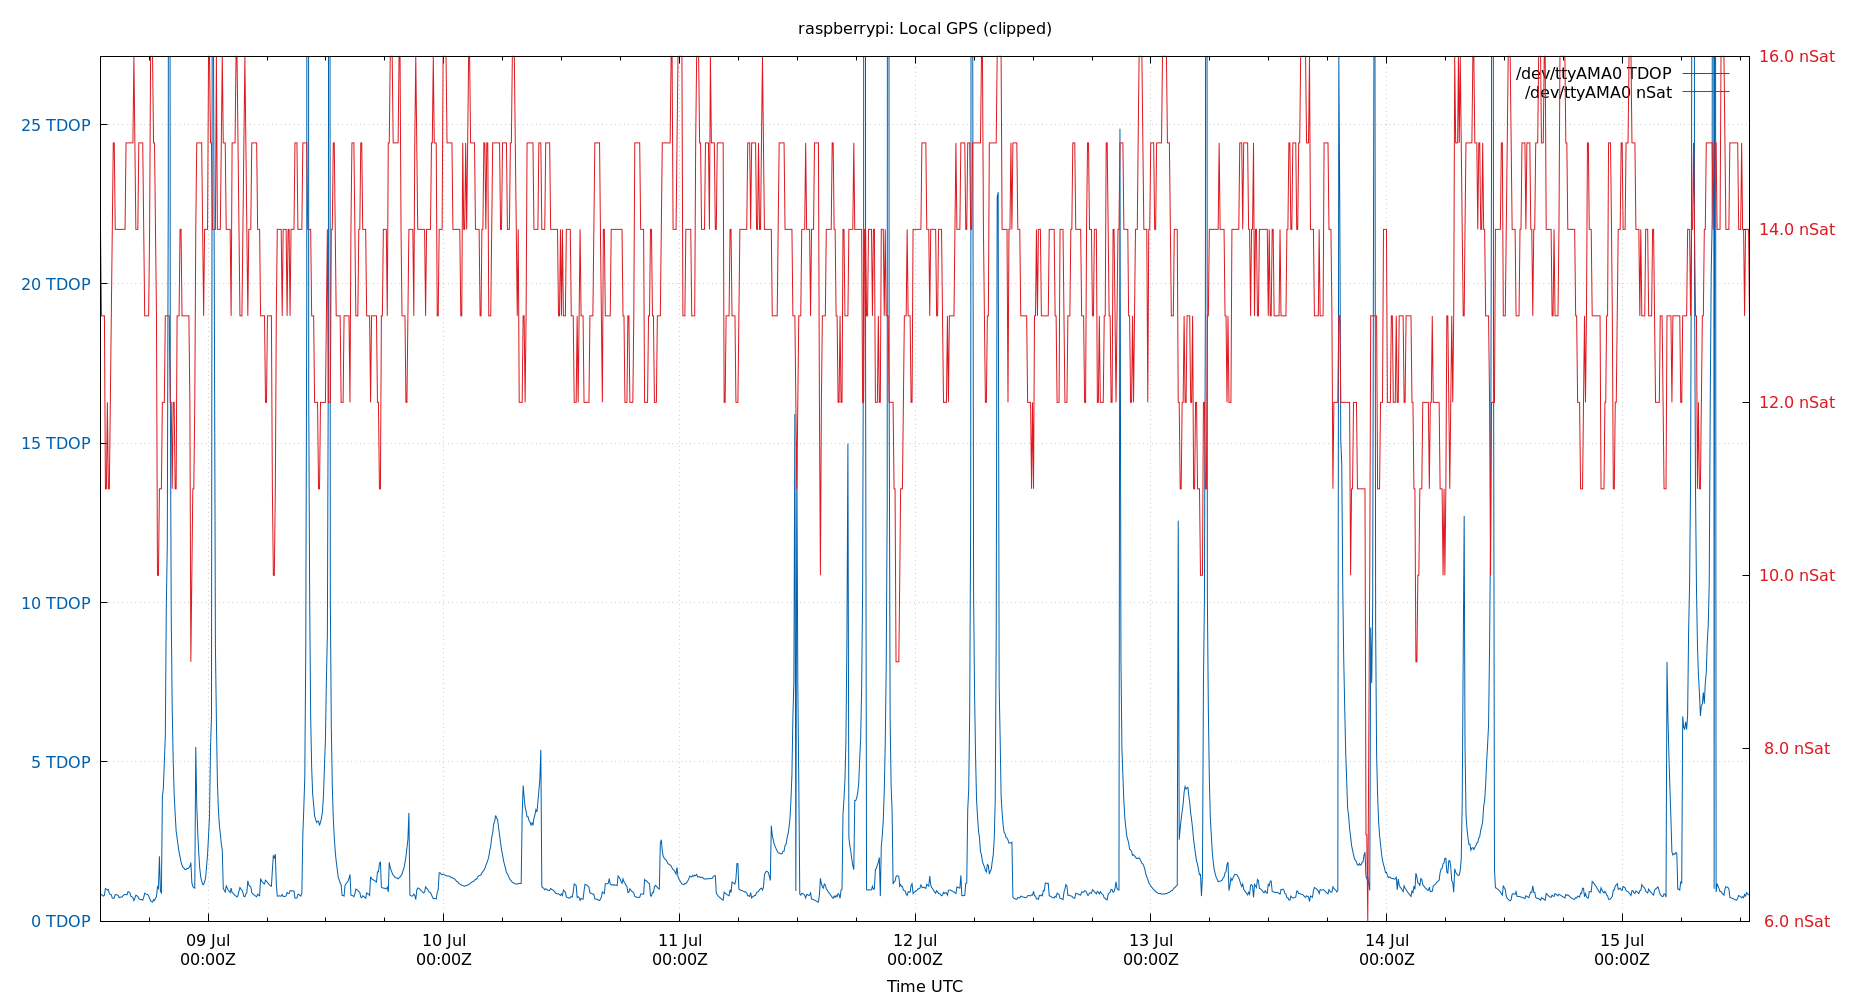 raspberrypi: Local GPS (clipped)
/dev/ttyAMA0 TDOP
/dev/ttyAMA0 nSat
25 TDOP
20 TDOP
15 TDOP
10 TDOP
5 TDOP
0 TDOP
16.0 nSat
14.0 nSat
12.0 nSat
10.0 nSat
8.0 nSat
6.0 nSat
09 Jul
00:00Z
10 Jul
00:00Z
11 Jul
00:00Z
12 Jul
00:00Z
13 Jul
00:00Z
14 Jul
00:00Z
15 Jul
00:00Z
Time UTC